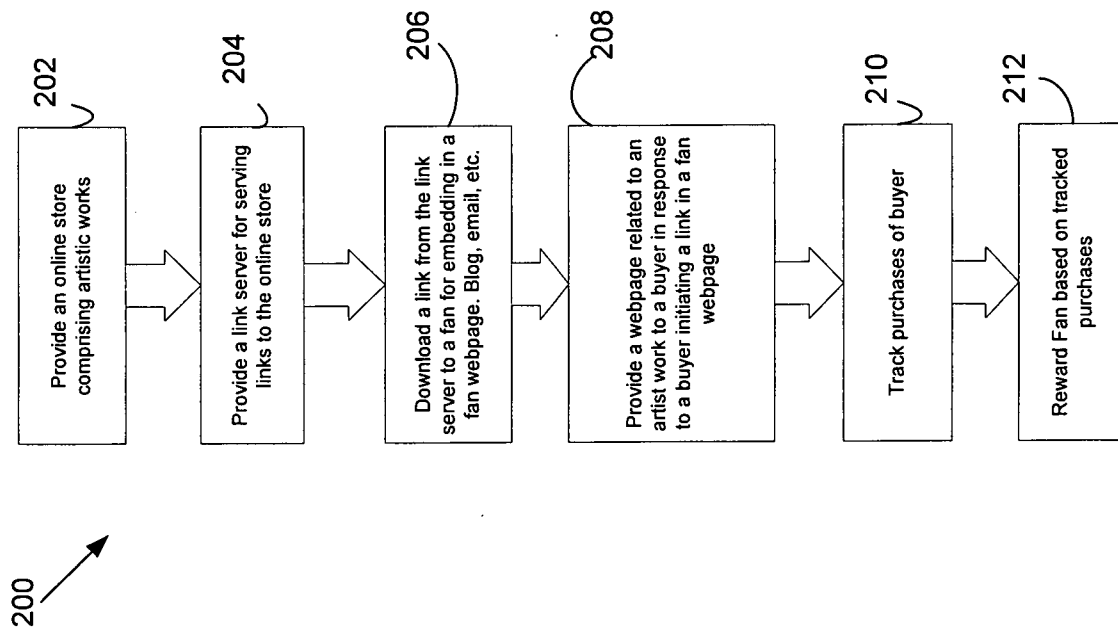 200
202
Provide an online store
comprising artistic works
204
Provide a link server for serving
links to the online store
206
Download a link from the link
server to a fan for embedding in a
fan webpage. Blog, email, etc.
208
Provide a webpage related to an
artist work to a buyer in response
to a buyer initiating a link in a fan
webpage
210
Track purchases of buyer
212
Reward Fan based on tracked
purchases